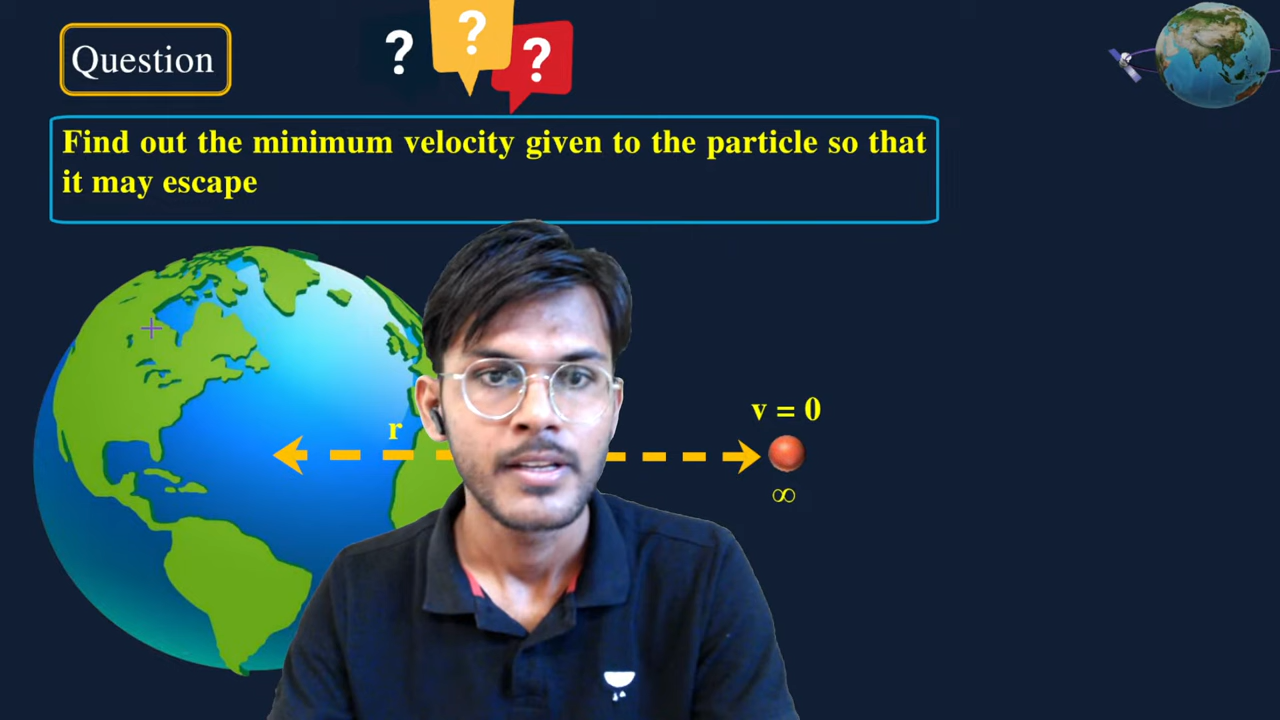 Question
? ? ?
Find out the minimum velocity given to the particle so that
it may escape
v = 0
r
∞